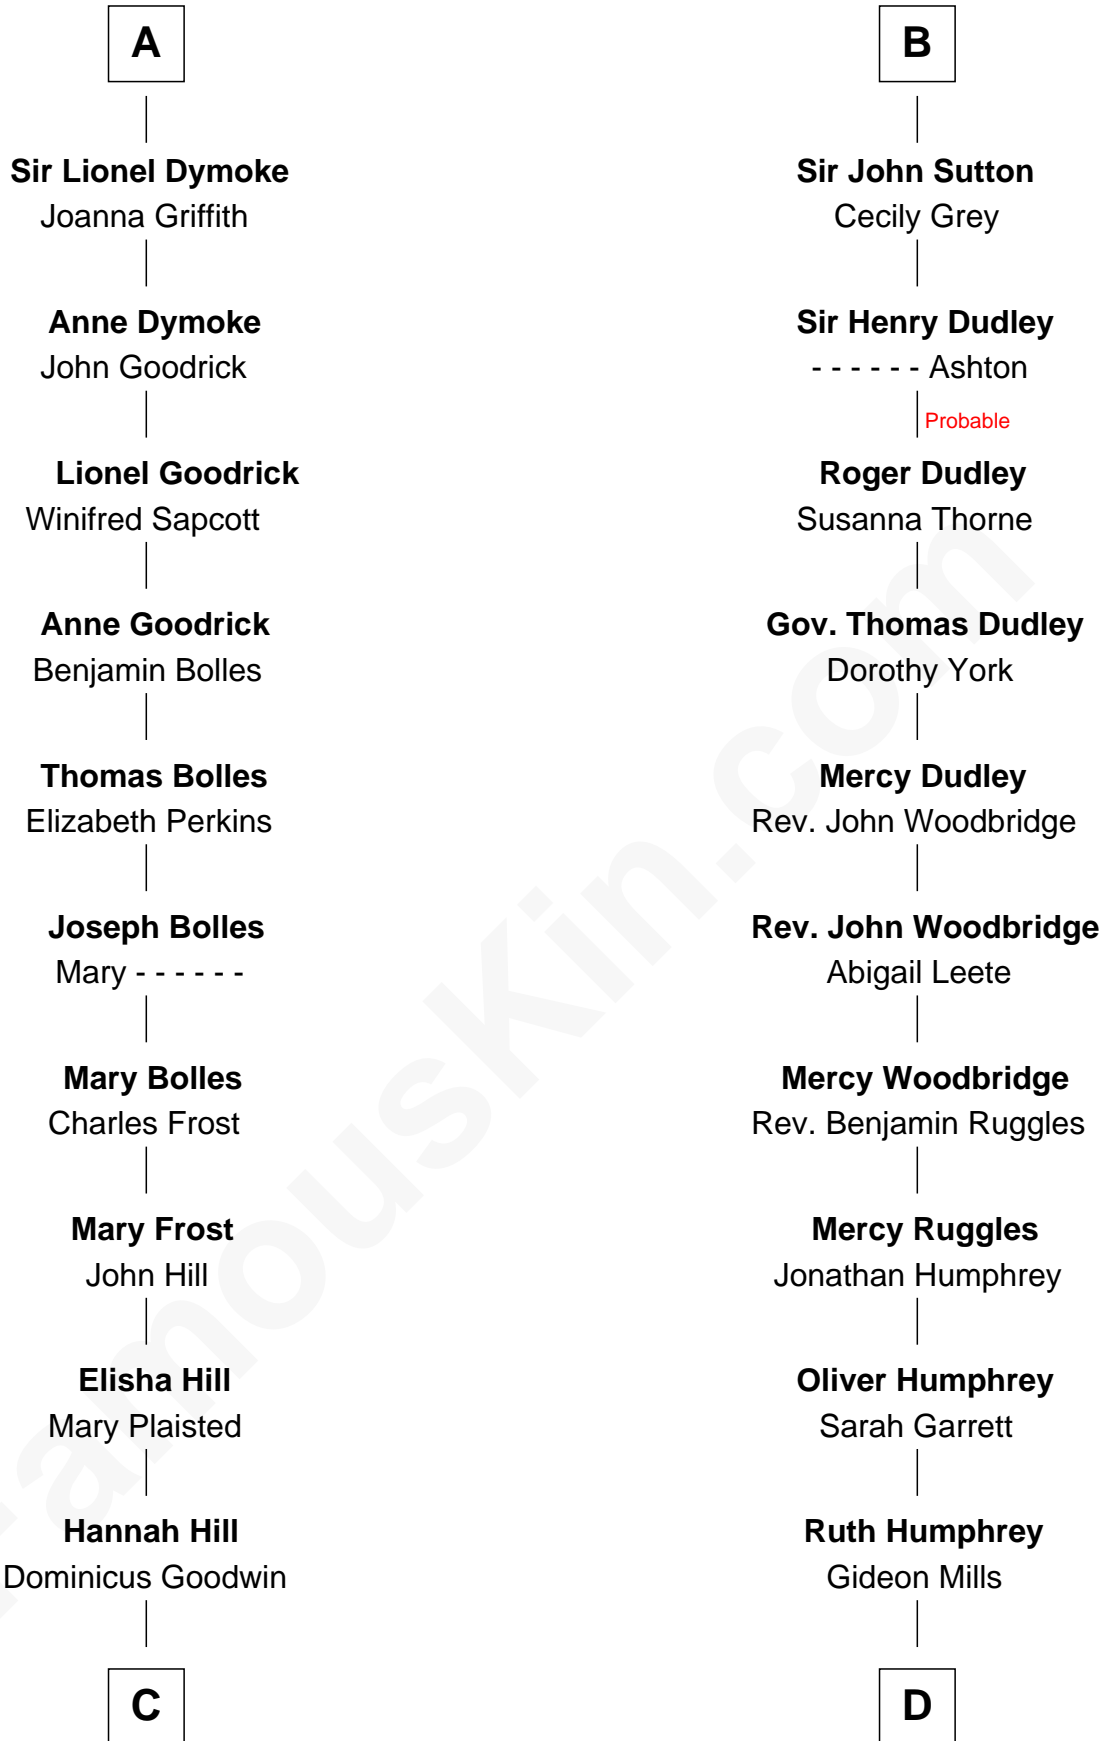 A
Sir Lionel Dymoke
Joanna Griffith
Anne Dymoke
John Goodrick
Lionel Goodrick
Winifred Sapcott
Anne Goodrick
Benjamin Bolles
Thomas Bolles
Elizabeth Perkins
Joseph Bolles
Mary - - - - - -
Mary Bolles
Charles Frost
Mary Frost
John Hill
Elisha Hill
Mary Plaisted
Hannah Hill
Dominicus Goodwin
C
B
Sir John Sutton
Cecily Grey
Sir Henry Dudley
- - - - - - Ashton
Probable
Roger Dudley
Susanna Thorne
Gov. Thomas Dudley
Dorothy York
Mercy Dudley
Rev. John Woodbridge
Rev. John Woodbridge
Abigail Leete
Mercy Woodbridge
Rev. Benjamin Ruggles
Mercy Ruggles
Jonathan Humphrey
Oliver Humphrey
Sarah Garrett
Ruth Humphrey
Gideon Mills
D
FamousKin.com